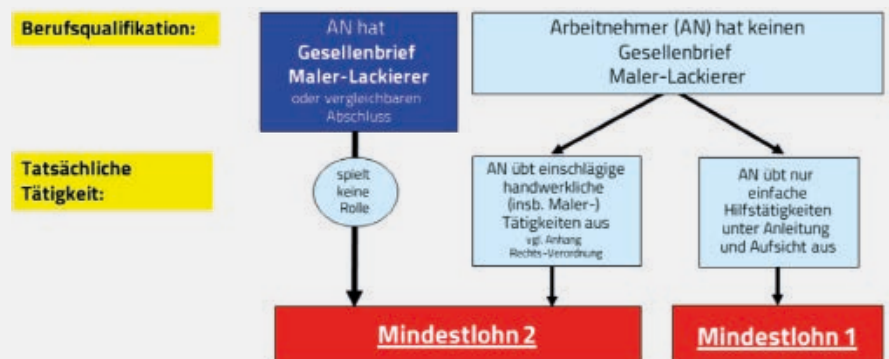 Berufsqualifikation:
AN hat
Gesellenbrief
Maler-Lackierer
oder vergleichbaren
Abschluss
Arbeitnehmer (AN) hat keinen
Gesellenbrief
Maler-Lackierer
Tatsächliche
Tätigkeit:
spielt
keine
Rolle
AN übt einschlägige
handwerkliche
(insb. Maler-)
Tätigkeiten aus
vgl. Anhang
Rechts-Verordnung
AN übt nur
einfache
Hilfstätigkeiten
unter Anleitung
und Aufsicht aus
Mindestlohn 2
Mindestlohn 1